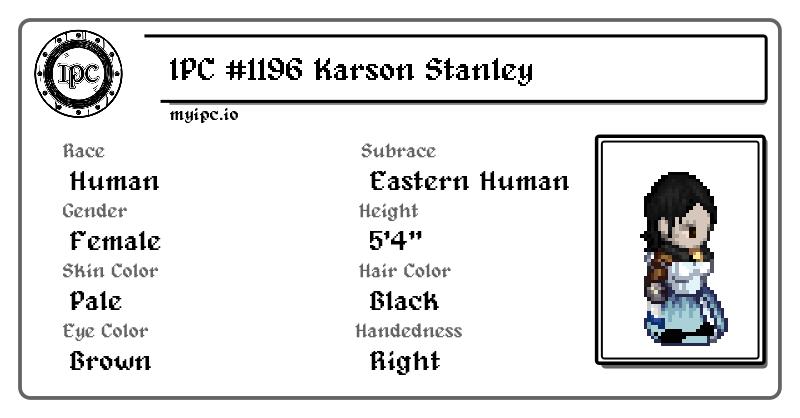 IPC
IPC #1196 Karson Stanley
myipc.io
Race
Subrace
Human
Eastern Human
Gender
Height
Female
5'4"
Skin Color
Hair Color
Pale
Black
Eye Color
Handedness
Brown
Right